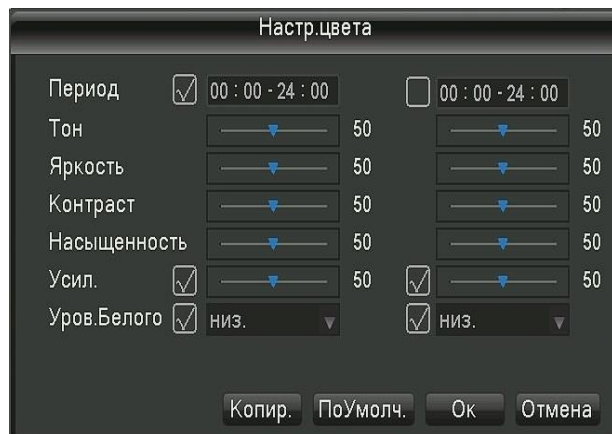 Настр.цвета
Период 00 : 00 - 24 : 00 00 : 00 - 24 : 00
Тон 50 50
Яркость 50 50
Контраст 50 50
Насыщенность 50 50
Усил. 50 50
Уров.Белого низ. низ.
Копир. ПоУмолч. Ок Отмена